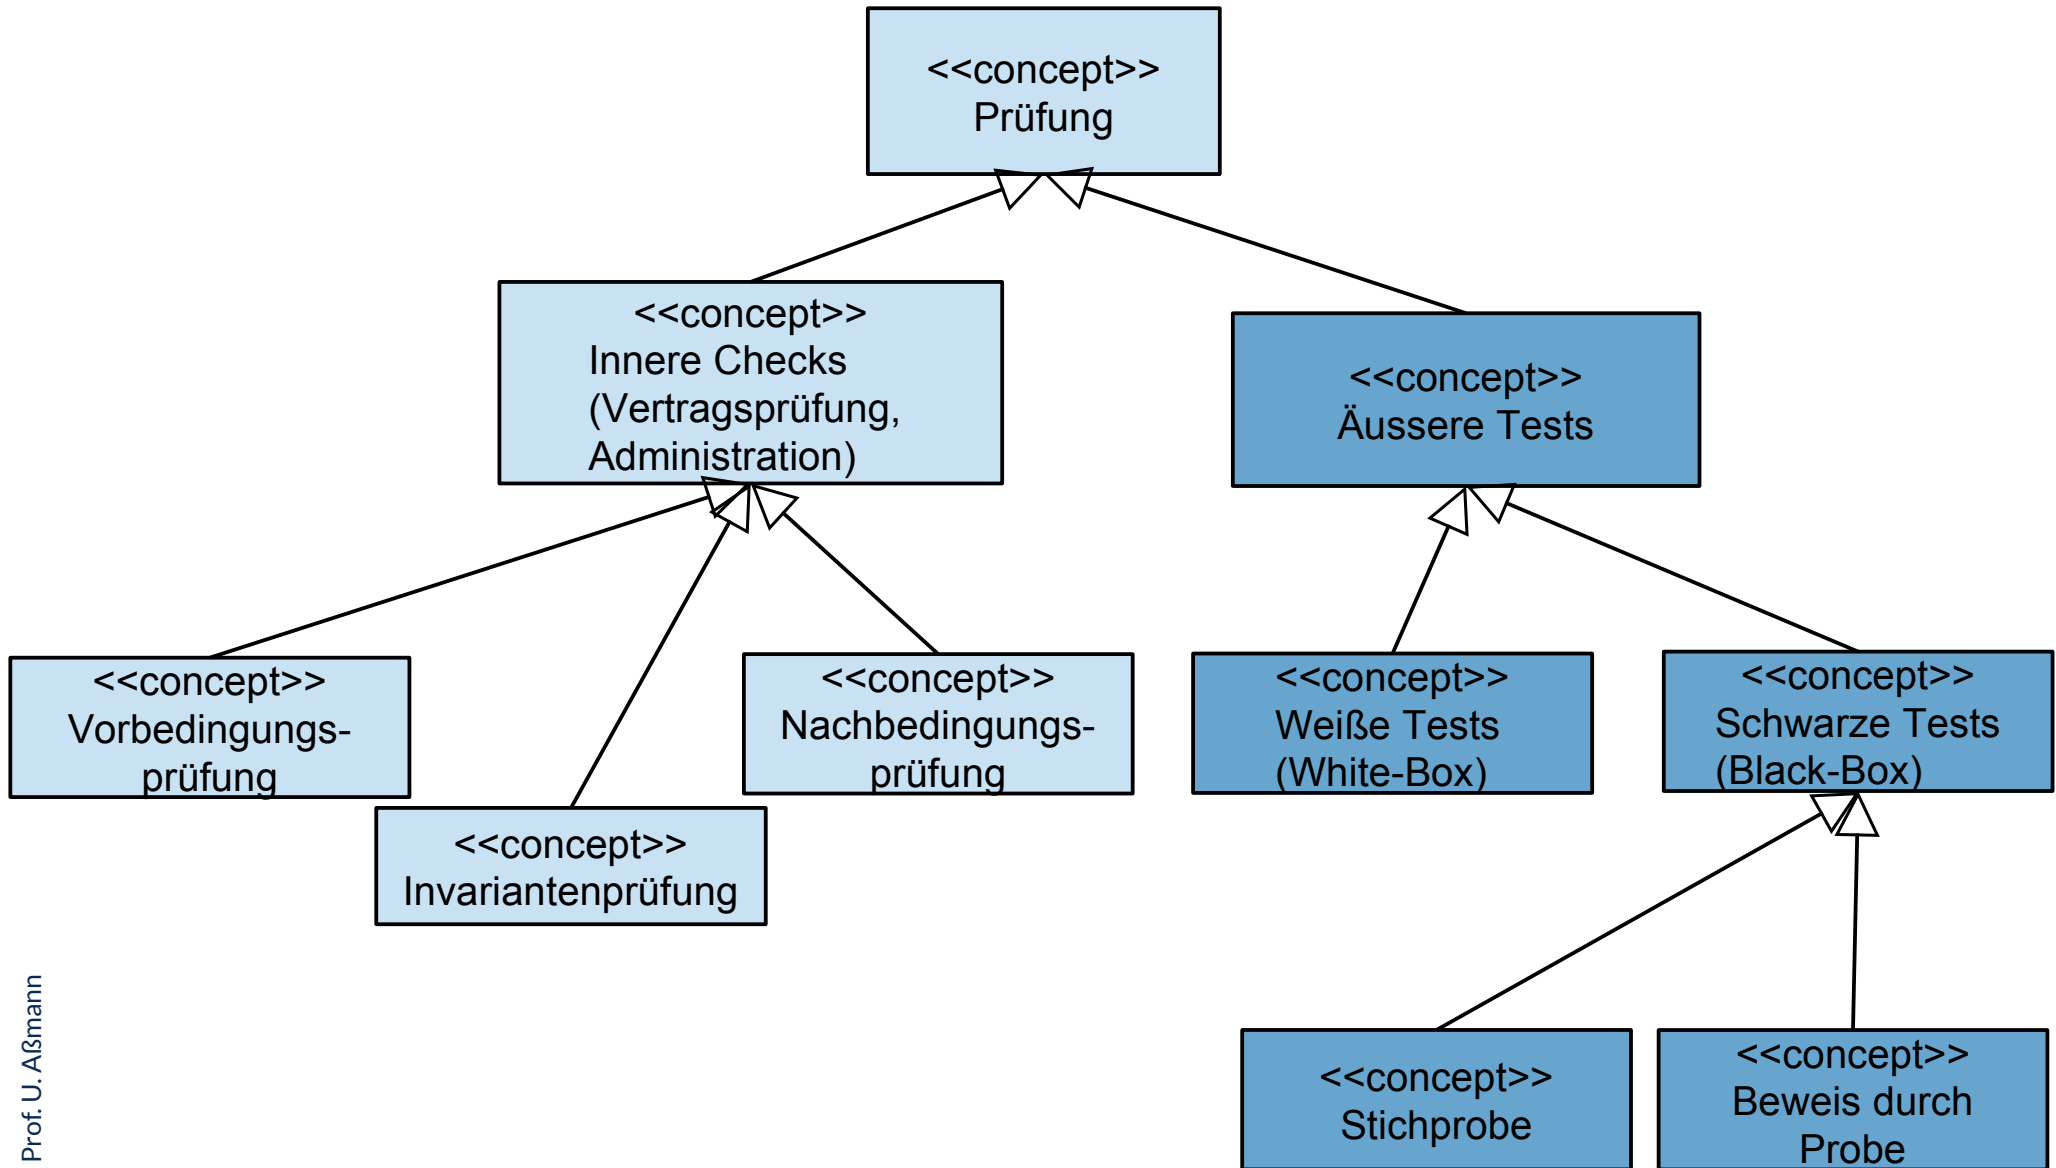 <<concept>>
Prüfung
<<concept>>
Innere Checks
(Vertragsprüfung,
Administration)
<<concept>>
Äussere Tests
<<concept>>
Vorbedingungs-
prüfung
<<concept>>
Invariantenprüfung
<<concept>>
Nachbedingungs-
prüfung
<<concept>>
Weiße Tests
(White-Box)
<<concept>>
Schwarze Tests
(Black-Box)
<<concept>>
Stichprobe
<<concept>>
Beweis durch
Probe
Prof. U. Aßmann